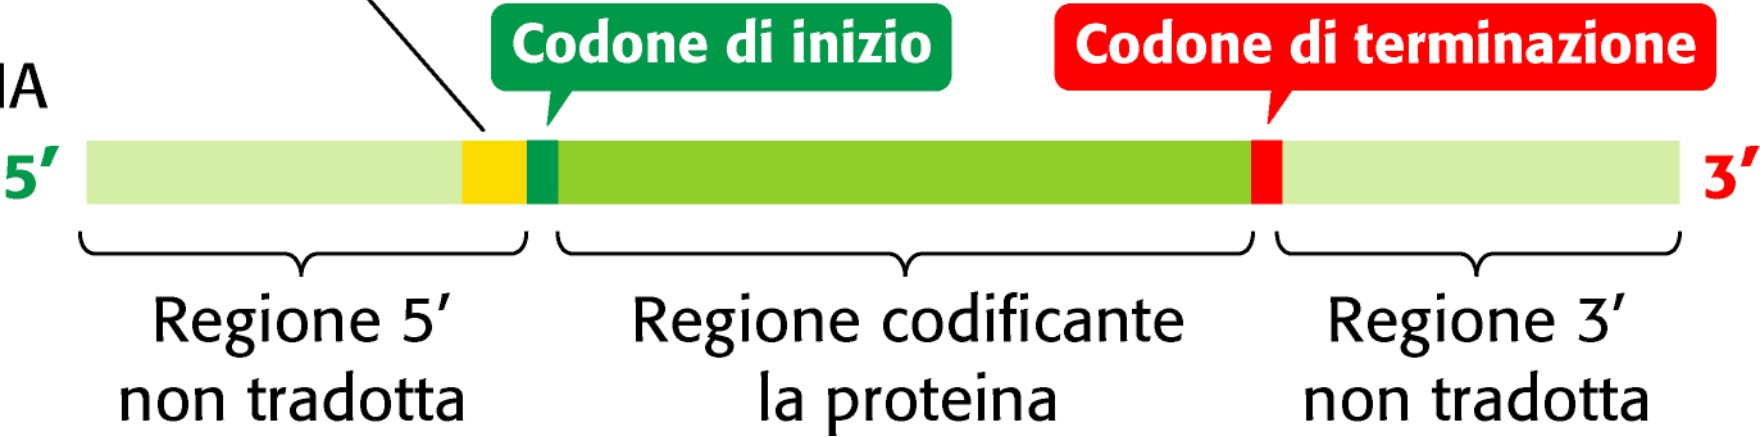 Codone di inizio
Codone di terminazione
5′
3′
Regione 5′
non tradotta
Regione codificante
la proteina
Regione 3′
non tradotta